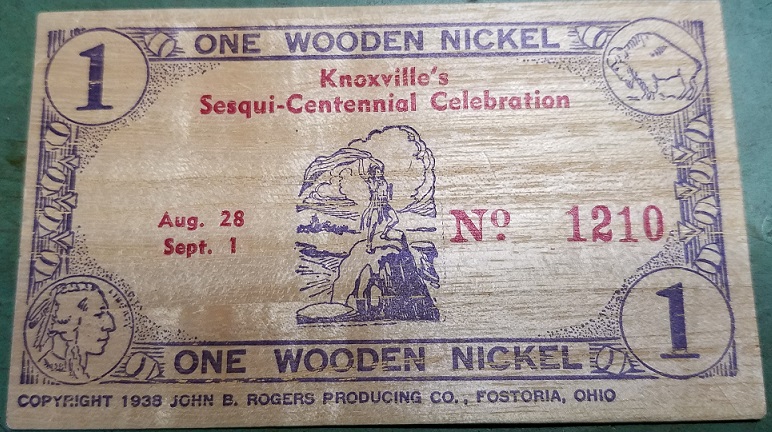 1 ONE WOODEN NICKEL
Knoxville's
Sesqui-Centennial Celebration
Aug. 28
Sept. 1
Nº 1210
1
ONE WOODEN NICKEL
COPYRIGHT 1938 JOHN B. ROGERS PRODUCING CO., FOSTORIA, OHIO